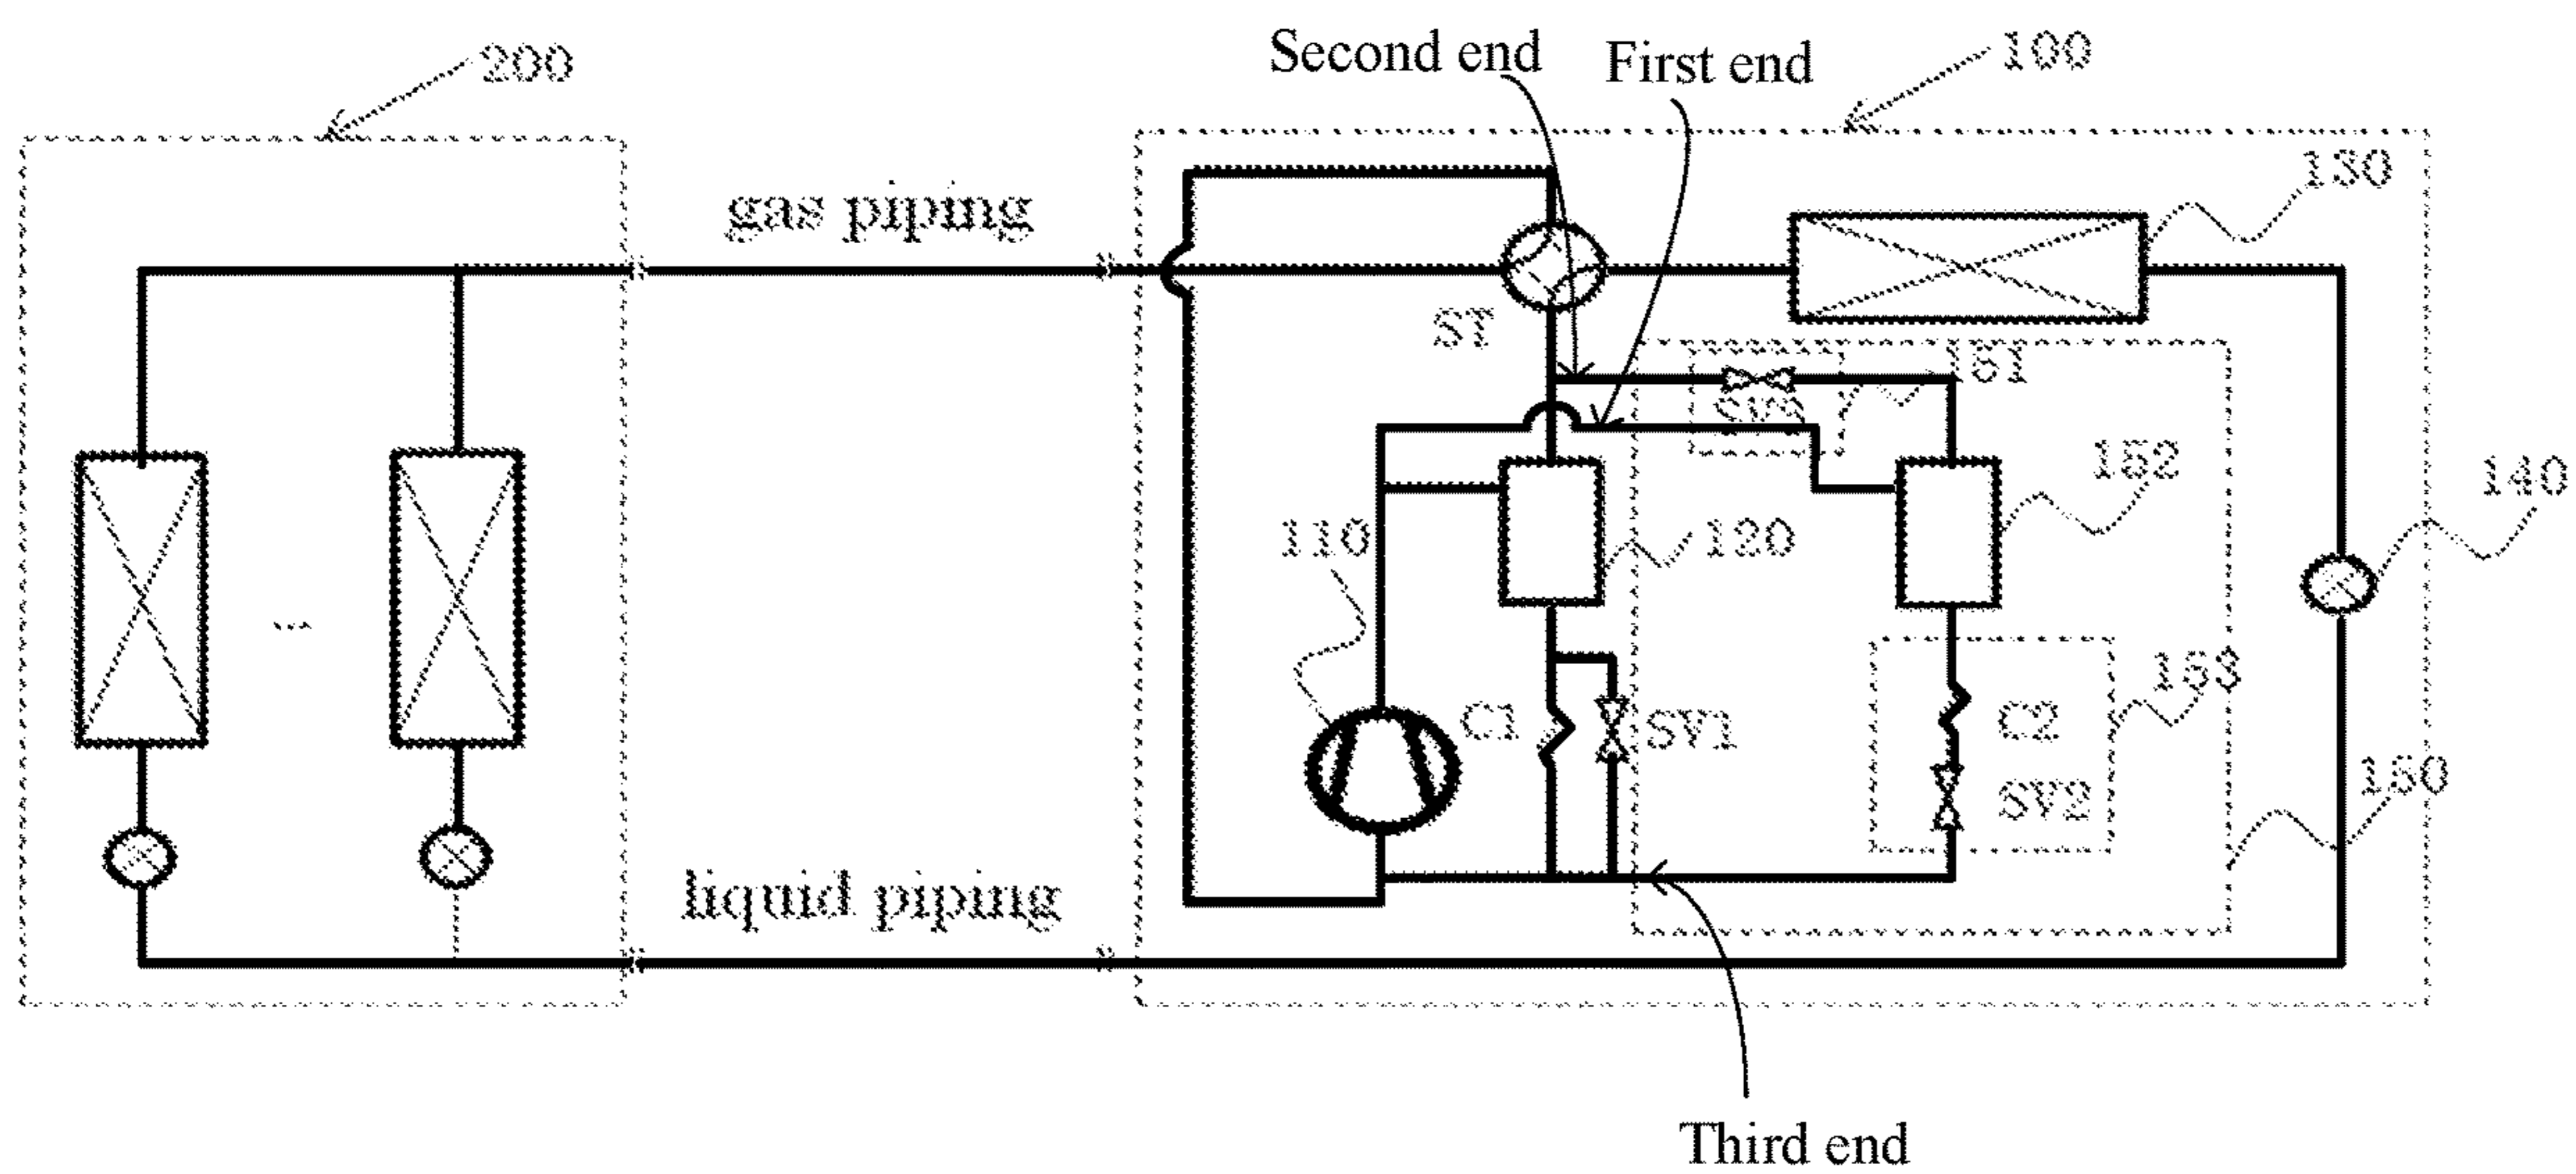 Second end
First end
200
100
130
gas piping
ST
151
152
140
110
120
C1
SV1
153
C2
SV2
150
liquid piping
Third end